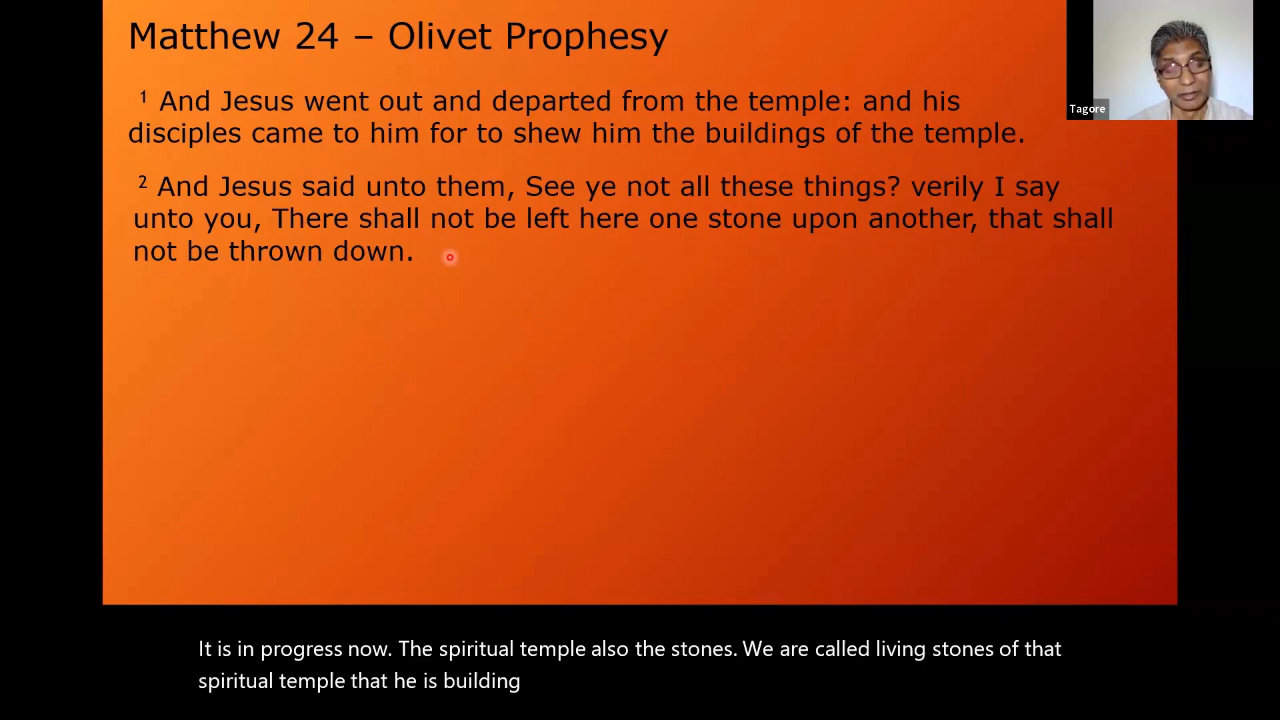 Matthew 24 – Olivet Prophesy
1 And Jesus went out and departed from the temple: and his
disciples came to him for to shew him the buildings of the temple.
2 And Jesus said unto them, See ye not all these things? verily I say
unto you, There shall not be left here one stone upon another, that shall
not be thrown down.
Tagore
It is in progress now. The spiritual temple also the stones. We are called living stones of that
spiritual temple that he is building